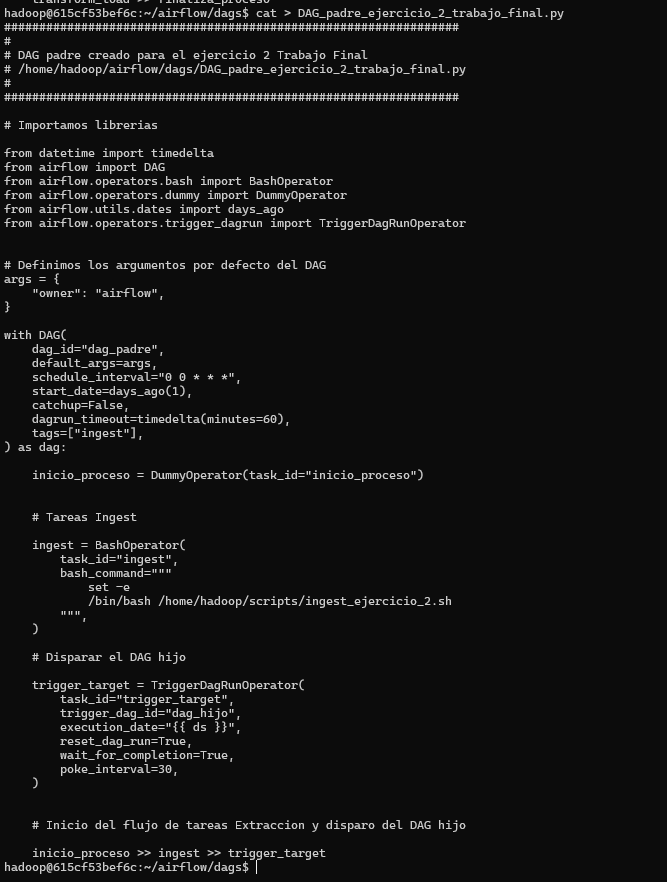 transform_load >> finaliza_proceso
hadoop@615cf53bef6c:~/airflow/dags$ cat > DAG_padre_ejercicio_2_trabajo_final.py
#################################################################
#
# DAG padre creado para el ejercicio 2 Trabajo Final
# /home/hadoop/airflow/dags/DAG_padre_ejercicio_2_trabajo_final.py
#
#################################################################
# Importamos librerias
from datetime import timedelta
from airflow import DAG
from airflow.operators.bash import BashOperator
from airflow.operators.dummy import DummyOperator
from airflow.utils.dates import days_ago
from airflow.operators.trigger_dagrun import TriggerDagRunOperator
# Definimos los argumentos por defecto del DAG
args = {
    "owner": "airflow",
}
with DAG(
    dag_id="dag_padre",
    default_args=args,
    schedule_interval="0 0 * * *",
    start_date=days_ago(1),
    catchup=False,
    dagrun_timeout=timedelta(minutes=60),
    tags=["ingest"],
) as dag:
    inicio_proceso = DummyOperator(task_id="inicio_proceso")
    # Tareas Ingest
    ingest = BashOperator(
        task_id="ingest",
        bash_command="""
            set -e
            /bin/bash /home/hadoop/scripts/ingest_ejercicio_2.sh
        """,
    )
    # Disparar el DAG hijo
    trigger_target = TriggerDagRunOperator(
        task_id="trigger_target",
        trigger_dag_id="dag_hijo",
        execution_date="{{ ds }}",
        reset_dag_run=True,
        wait_for_completion=True,
        poke_interval=30,
    )
    # Inicio del flujo de tareas Extraccion y disparo del DAG hijo
    inicio_proceso >> ingest >> trigger_target
hadoop@615cf53bef6c:~/airflow/dags$